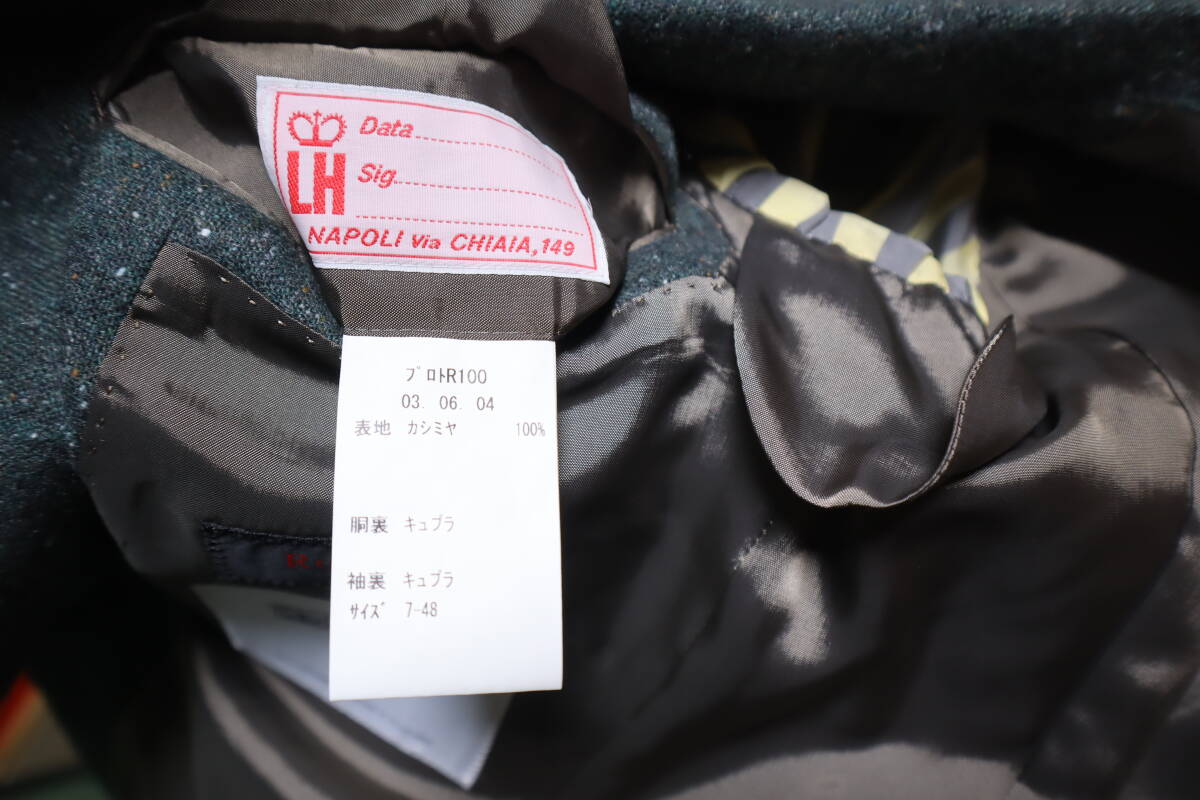 LH
Data
Sig.
NAPOLI Via CHIAIA, 149
ﾌﾟﾛﾄR100
03. 06. 04
表地 カシミヤ 100%
胴裏 キュプラ
袖裏 キュプラ
ｻｲｽﾞ 7-48